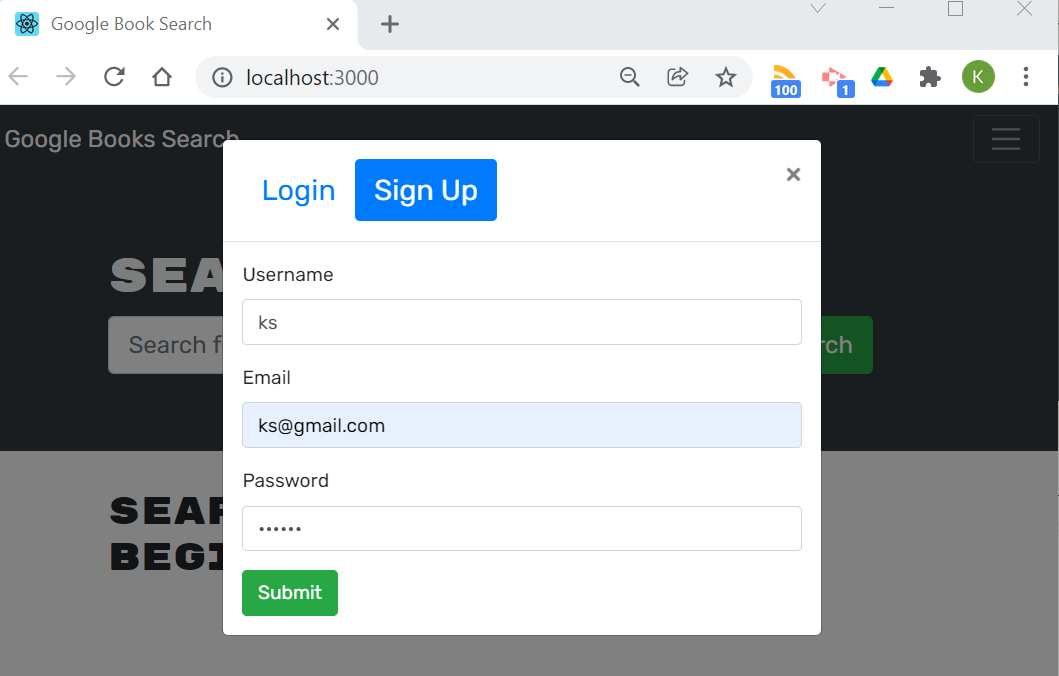 Google Book Search
localhost:3000
100
1
K
Google Books Search
Login
Sign Up
×
SEA
Search f
rch
Username
ks
Email
ks@gmail.com
Password
••••••
SEAR
BEGI
Submit